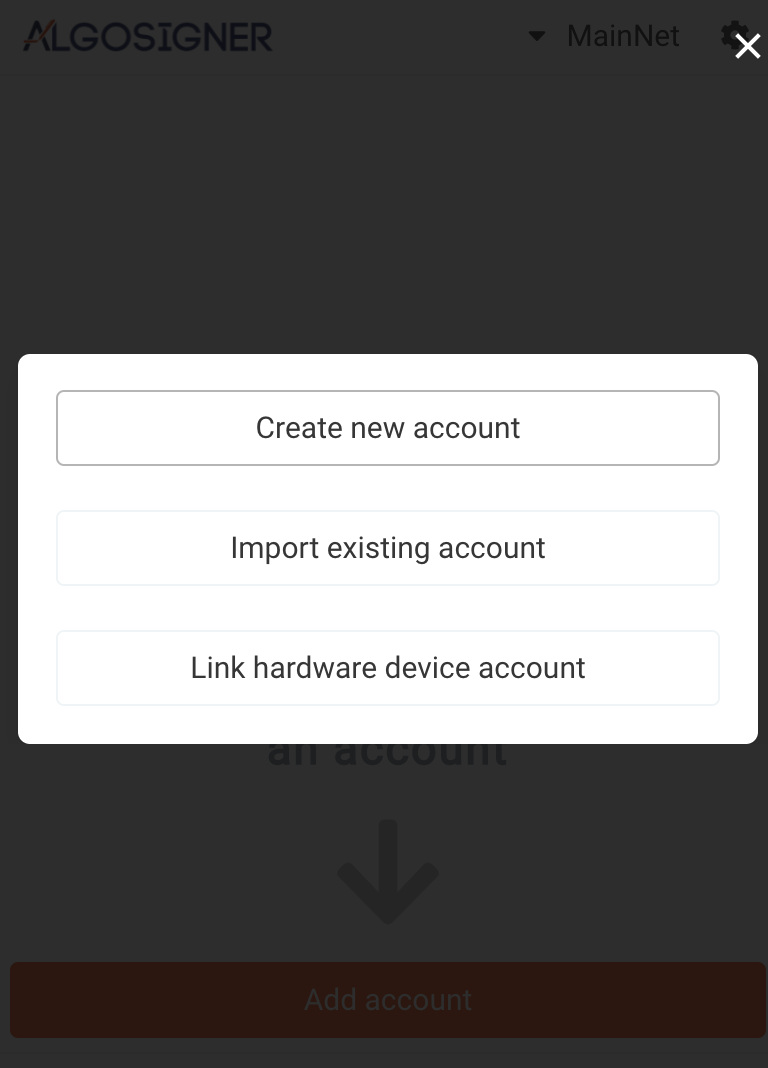 ALGOSIGNER
MainNet
Create new account
Import existing account
Link hardware device account
an account
Add account